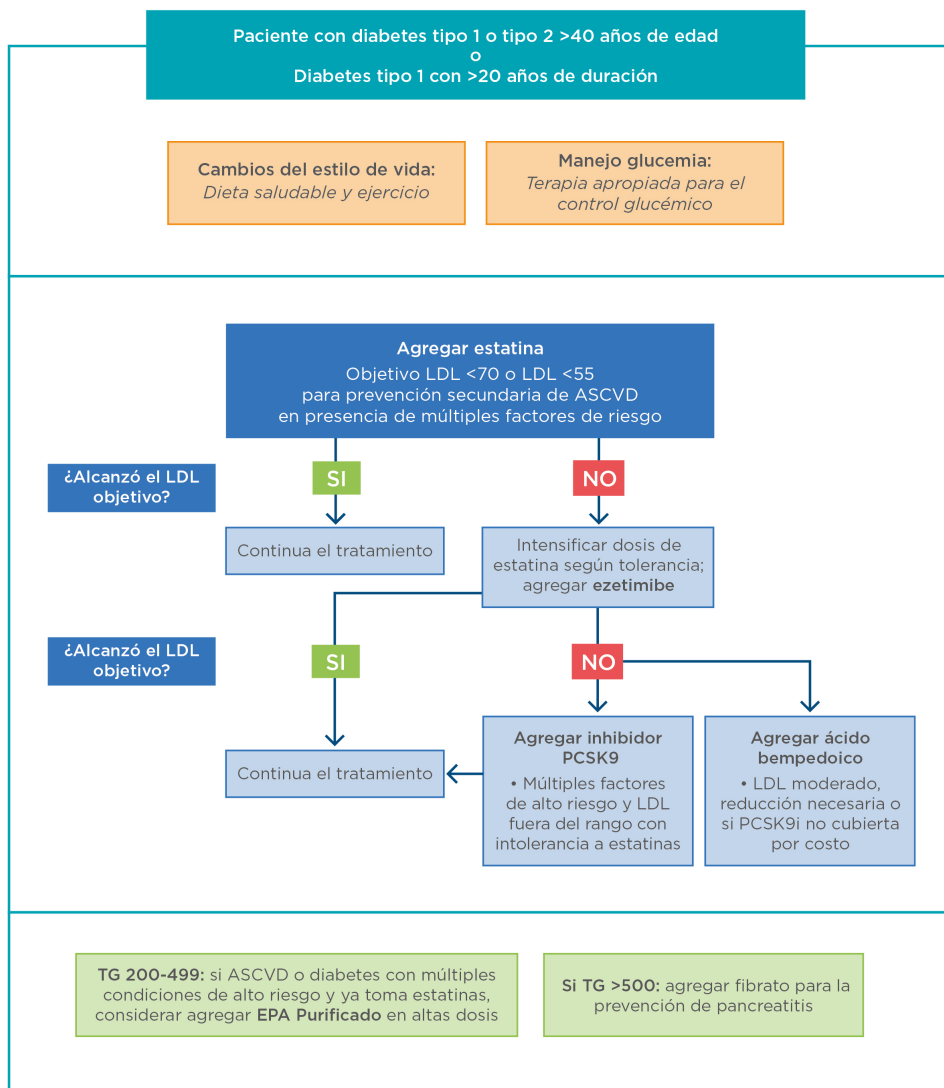 Paciente con diabetes tipo 1 o tipo 2 >40 años de edad
o
Diabetes tipo 1 con >20 años de duración
Cambios del estilo de vida:
Dieta saludable y ejercicio
Manejo glucemia:
Terapia apropiada para el
control glucémico
Agregar estatina
Objetivo LDL <70 o LDL <55
para prevención secundaria de ASCVD
en presencia de múltiples factores de riesgo
¿Alcanzó el LDL
objetivo?
SI
NO
Continua el tratamiento
Intensificar dosis de
estatina según tolerancia;
agregar ezetimibe
¿Alcanzó el LDL
objetivo?
SI
NO
Continua el tratamiento
Agregar inhibidor
PCSK9
• Múltiples factores
de alto riesgo y LDL
fuera del rango con
intolerancia a estatinas
Agregar ácido
bempedoico
• LDL moderado,
reducción necesaria o
si PCSK9i no cubierta
por costo
TG 200-499: si ASCVD o diabetes con múltiples
condiciones de alto riesgo y ya toma estatinas,
considerar agregar EPA Purificado en altas dosis
Si TG >500: agregar fibrato para la
prevención de pancreatitis